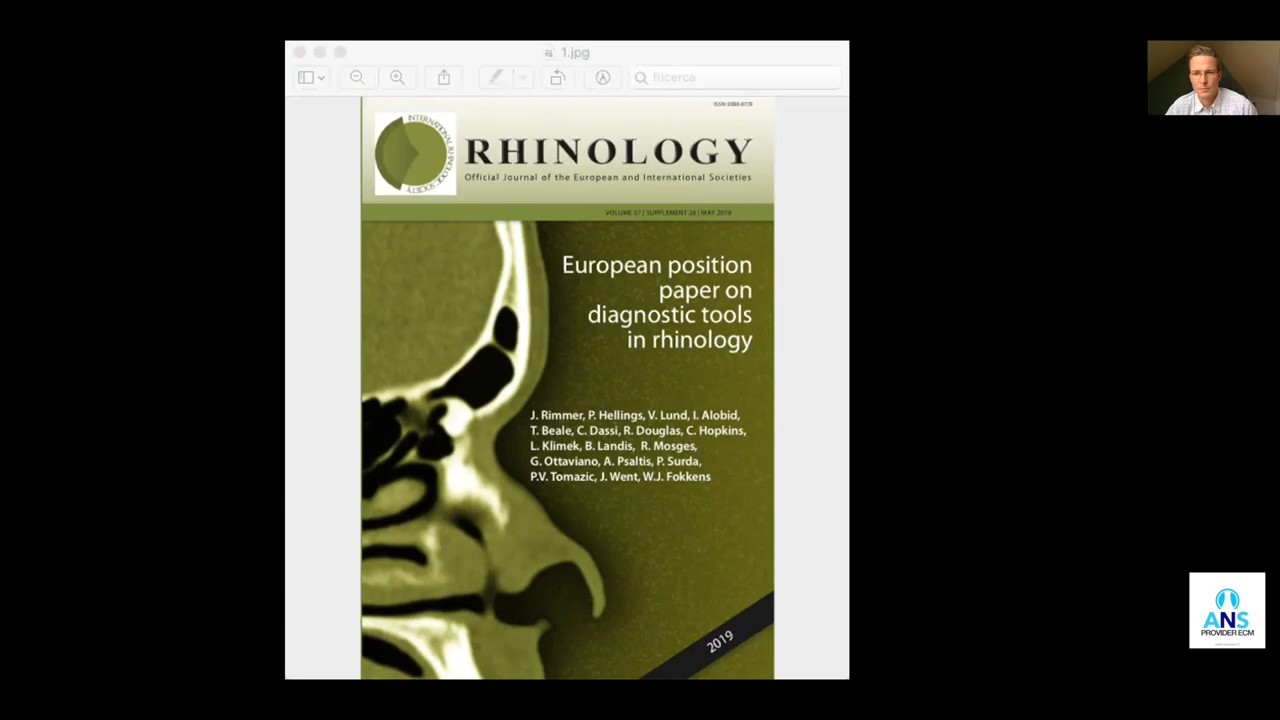 1.jpg
Ricerca
ISSN: 0300-0729
INTERNATIONAL RHINOLOGIC SOCIETY
RHINOLOGY
Official Journal of the European and International Societies
VOLUME 57 | SUPPLEMENT 28 | MAY 2019
European position
paper on
diagnostic tools
in rhinology
J. Rimmer, P. Hellings, V. Lund, I. Alobid,
T. Beale, C. Dassi, R. Douglas, C. Hopkins,
L. Klimek, B. Landis, R. Mosges,
G. Ottaviano, A. Psaltis, P. Surda,
P.V. Tomazic, J. Went, W.J. Fokkens
2019
ANS
PROVIDER ECM